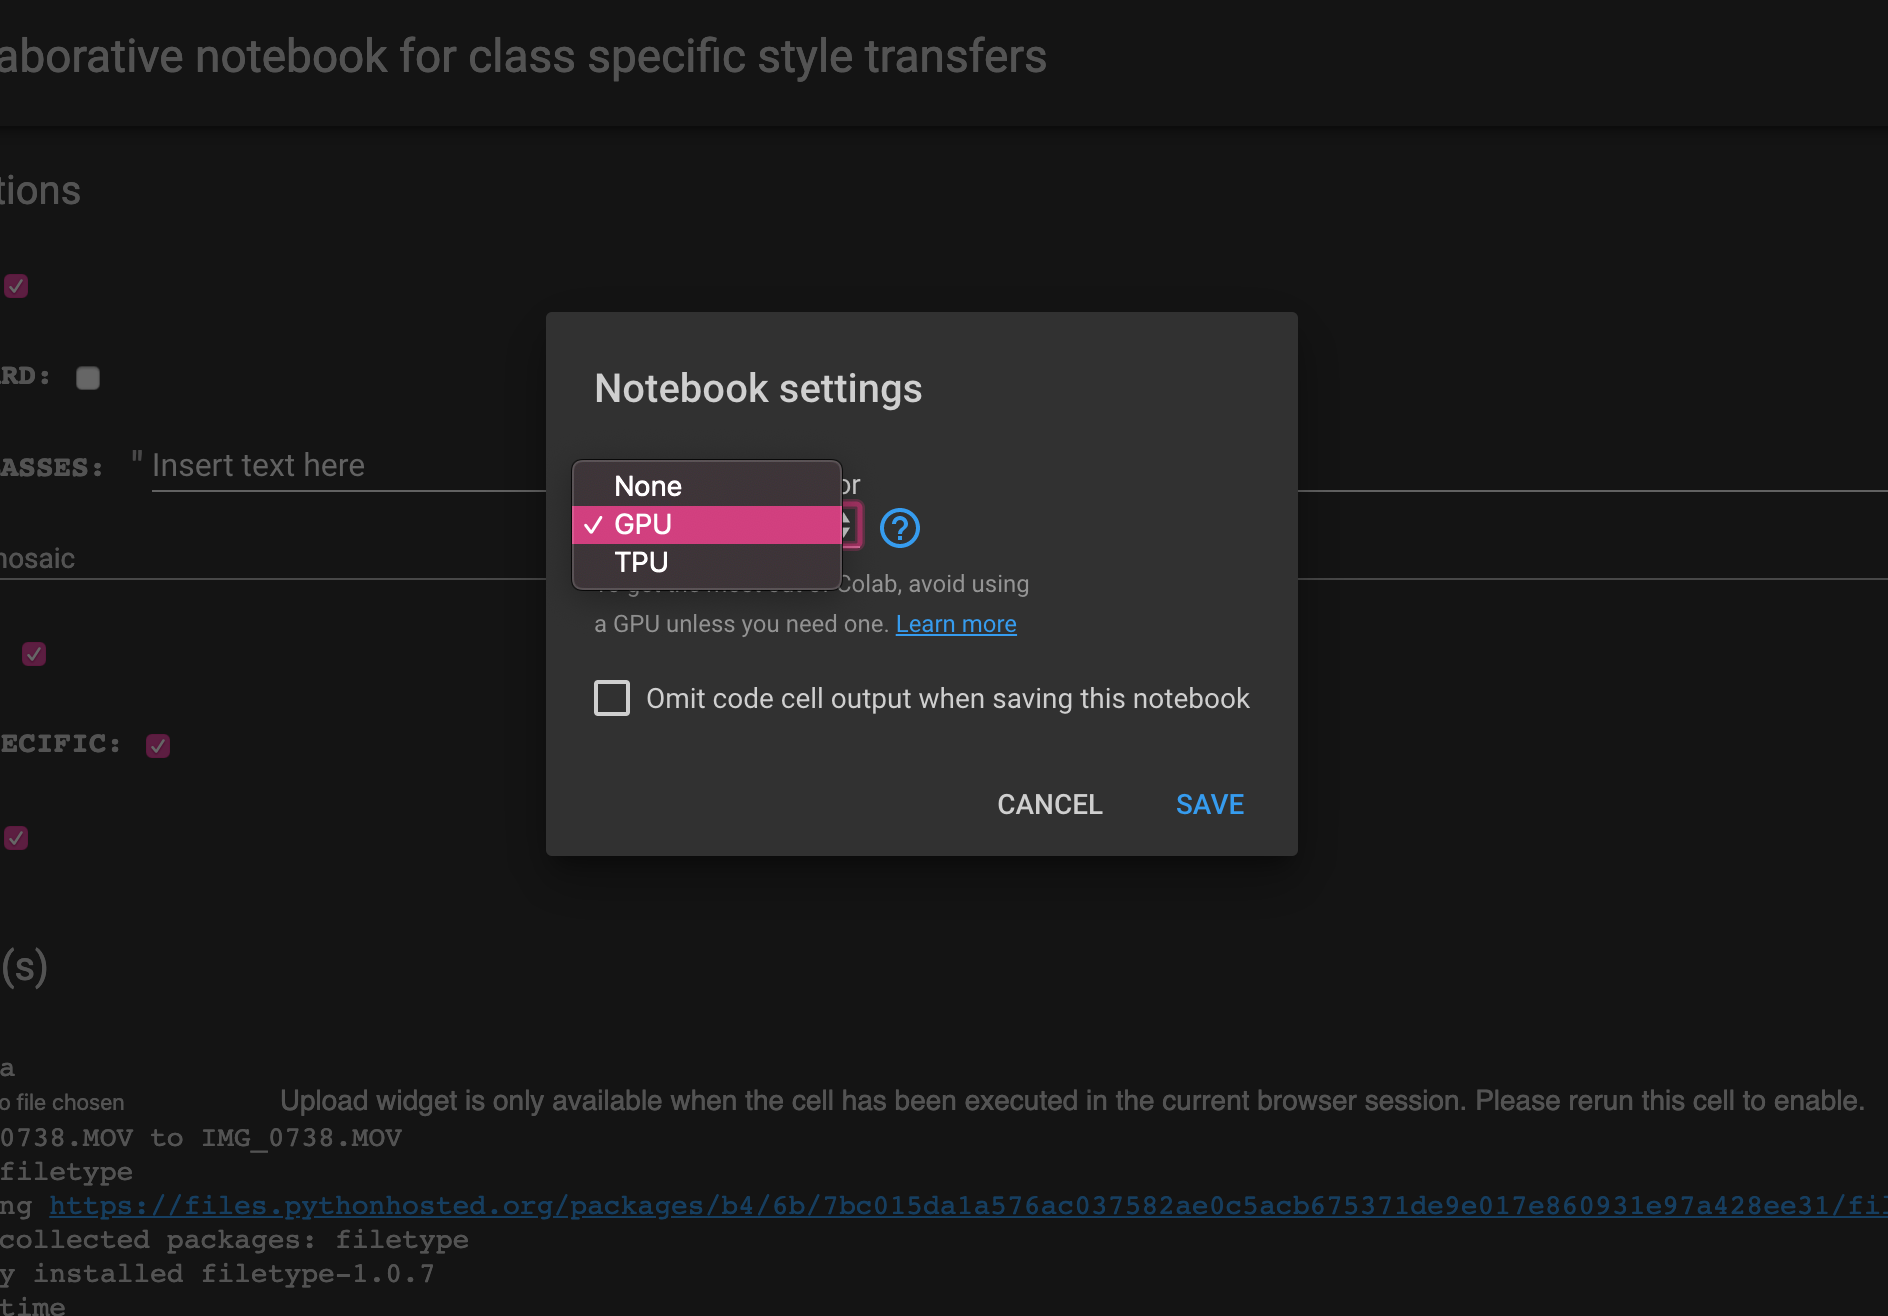 aborative notebook for class specific style transfers
tions
RD:
ASSES: " Insert text here
nosaic
ECIFIC:
Notebook settings
or
None
GPU
TPU
Colab, avoid using
a GPU unless you need one. Learn more
Omit code cell output when saving this notebook
CANCEL SAVE
(s)
a
o file chosen Upload widget is only available when the cell has been executed in the current browser session. Please rerun this cell to enable.
0738.MOV to IMG_0738.MOV
filetype
ng https://files.pythonhosted.org/packages/b4/6b/7bc015da1a576ac037582ae0c5acb675371de9e017e860931e97a428ee31/fil
collected packages: filetype
y installed filetype-1.0.7
time